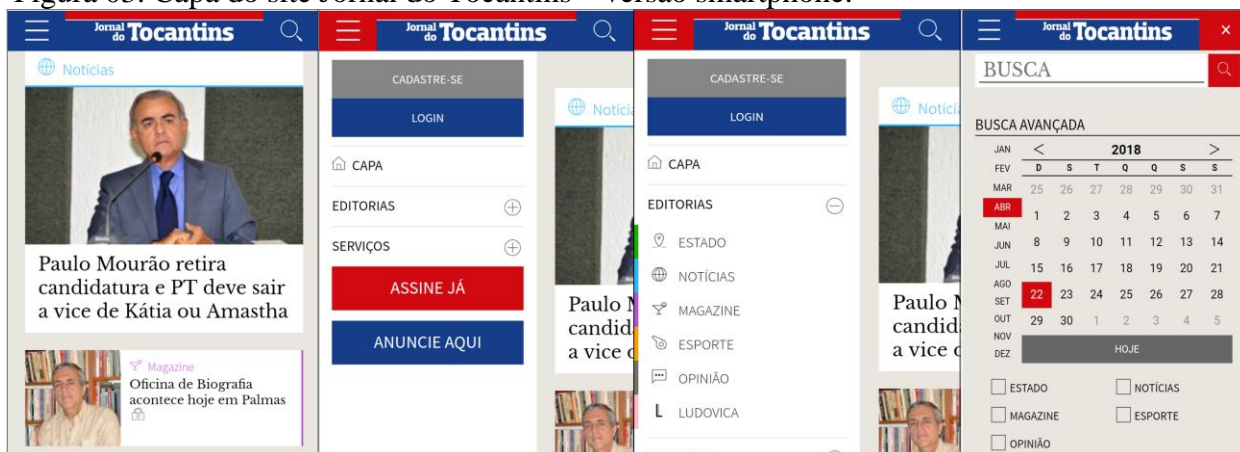 Figura 03: Capa do site Jornal do Tocantins – versão smartphone.
Jornal do Tocantins
Notícias
Paulo Mourão retira
candidatura e PT deve sair
a vice de Kátia ou Amastha
Magazine
Oficina de Biografia
acontece hoje em Palmas
Jornal do Tocantins
CADASTRE-SE
LOGIN
CAPA
EDITORIAS
SERVIÇOS
ASSINE JÁ
ANUNCIE AQUI
Notíci
Paulo M
candid
a vice d
Jornal do Tocantins
CADASTRE-SE
LOGIN
CAPA
EDITORIAS
ESTADO
NOTÍCIAS
MAGAZINE
ESPORTE
OPINIÃO
L LUDOVICA
Notíci
Paulo M
candid
a vice d
Jornal do Tocantins
BUSCA
BUSCA AVANÇADA
JAN < 2018 >
FEV D S T Q Q S S
MAR 25 26 27 28 29 30 31
ABR 1 2 3 4 5 6 7
MAI
JUN 8 9 10 11 12 13 14
JUL 15 16 17 18 19 20 21
AGO
SET 22 23 24 25 26 27 28
OUT 29 30 1 2 3 4 5
NOV
DEZ HOJE
ESTADO NOTÍCIAS
MAGAZINE ESPORTE
OPINIÃO